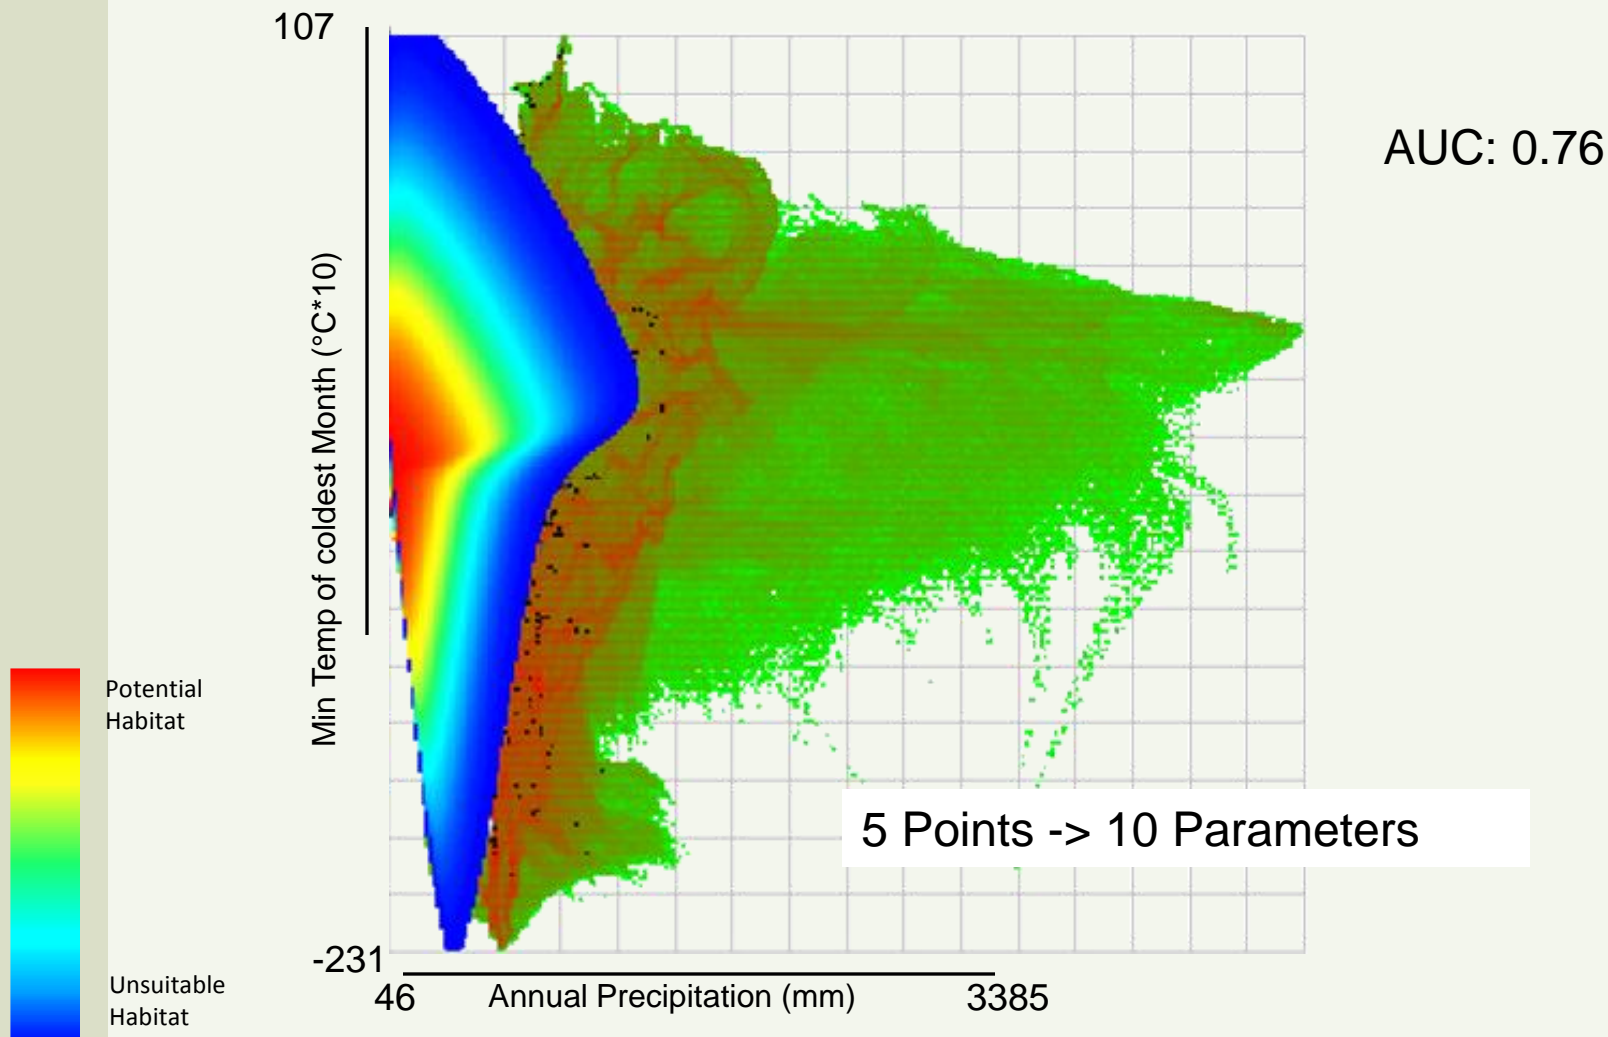 107
AUC: 0.76
Min Temp of coldest Month (°C*10)
Potential
Habitat
5 Points -> 10 Parameters
-231
Unsuitable
Habitat
46
Annual Precipitation (mm)
3385